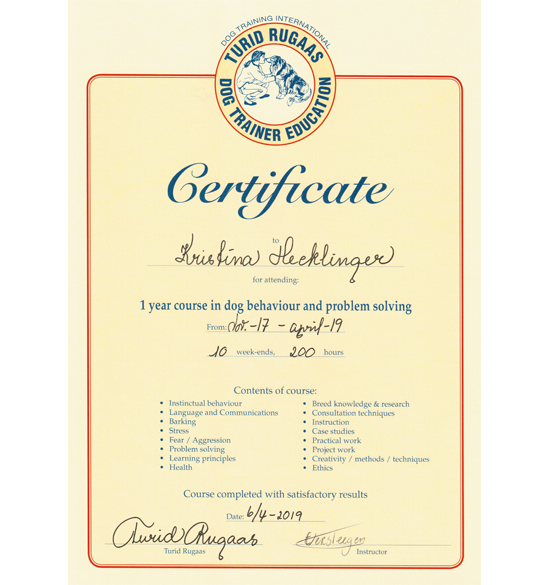 DOG TRAINING INTERNATIONAL
TURID RUGAAS
DOG TRAINER EDUCATION
Certificate
to
Kristina Hecklinger
for attending:
1 year course in dog behaviour and problem solving
From: Nov.-17 - april-19
10 week-ends, 200 hours
Contents of course:
• Instinctual behaviour
• Language and Communications
• Barking
• Stress
• Fear / Aggression
• Problem solving
• Learning principles
• Health
• Breed knowledge & research
• Consultation techniques
• Instruction
• Case studies
• Practical work
• Project work
• Creativity / methods / techniques
• Ethics
Course completed with satisfactory results
Date: 6/4-2019
Turid Rugaas
Turid Rugaas
Instructor